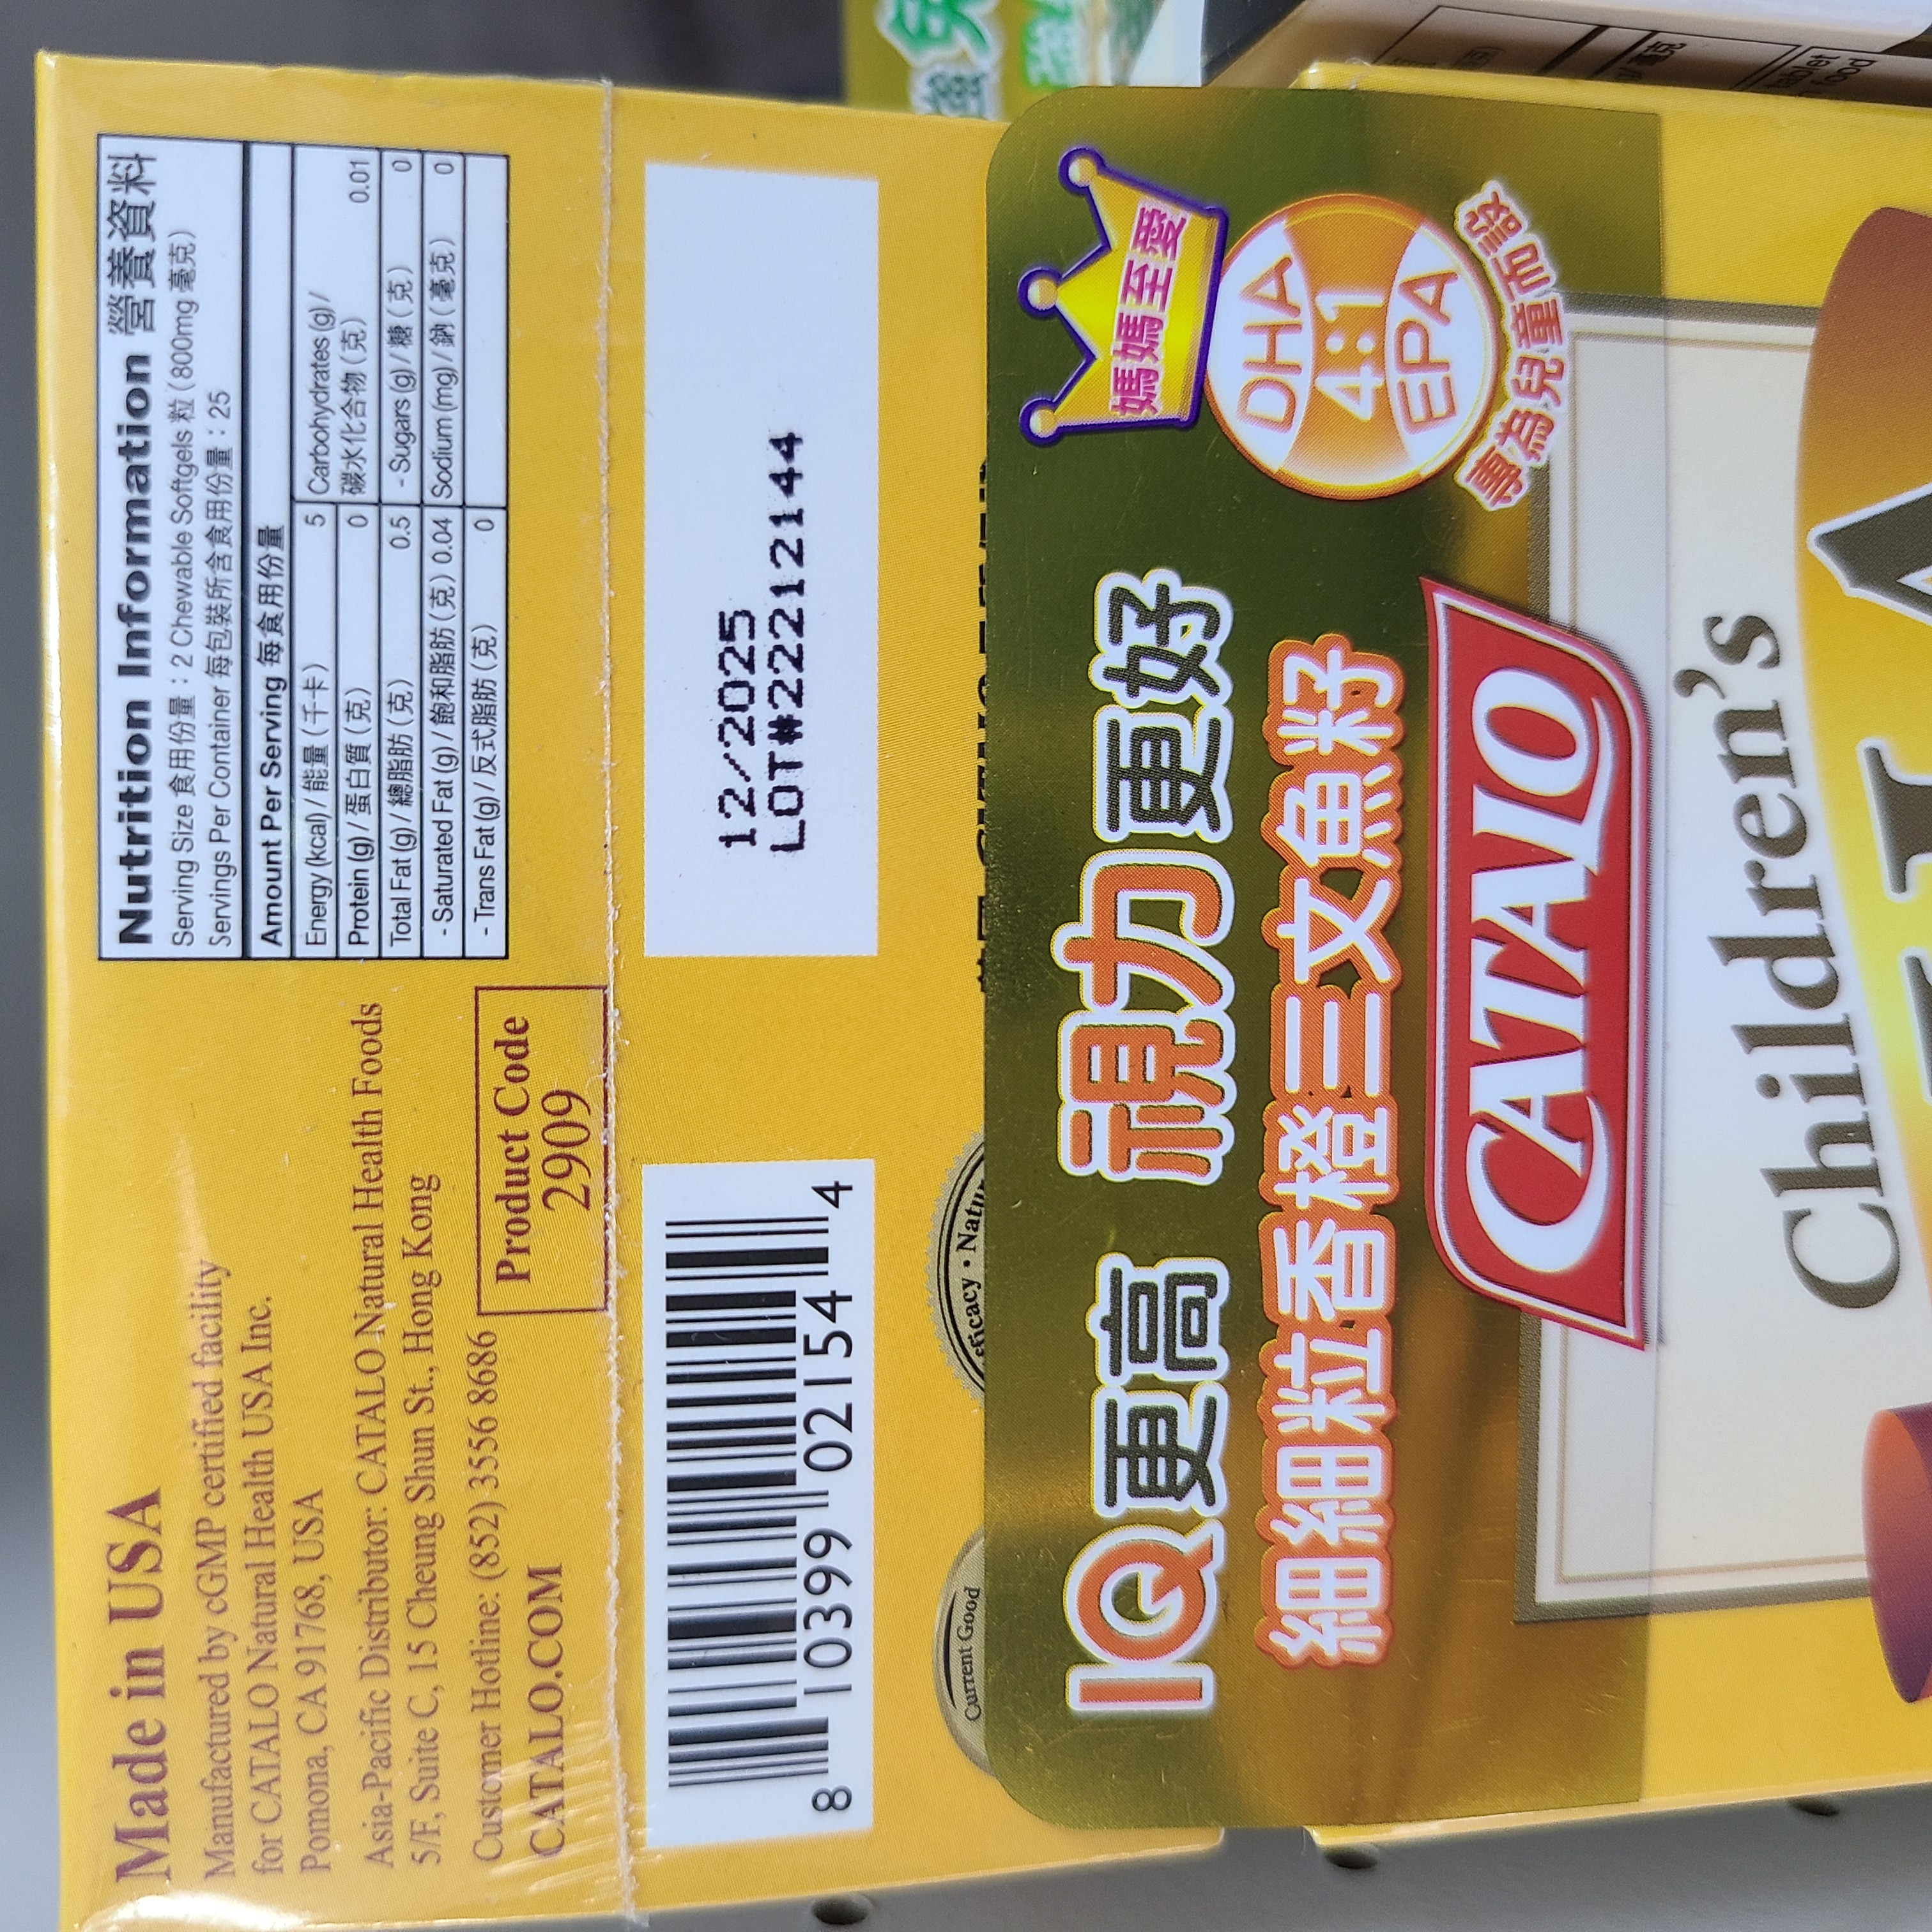 Nutrition Information 營養資料
Serving Size 食用份量：2 Chewable Softgels 粒 (800mg 毫克)
Servings Per Container 每包裝所含食用份量：25
Amount Per Serving 每食用份量
Energy (kcal) / 能量 (千卡) 5
Protein (g) / 蛋白質 (克) 0
Total Fat (g) / 總脂肪 (克) 0.5
- Saturated Fat (g) / 飽和脂肪 (克) 0.04
- Trans Fat (g) / 反式脂肪 (克) 0
Carbohydrates (g) /
碳水化合物 (克) 0.01
- Sugars (g) / 糖 (克) 0
Sodium (mg) / 鈉 (毫克) 0
Made in USA
Manufactured by cGMP certified facility
for CATALO Natural Health USA Inc.
Pomona, CA 91768, USA
Asia-Pacific Distributor: CATALO Natural Health Foods
5/F, Suite C, 15 Cheung Shun St., Hong Kong
Customer Hotline: (852) 3556 8686
CATALO.COM
Product Code
2909
12/2025
LOT#22212144
8 10399 02154 4
Current Good
Efficacy • Natur
IQ更高 視力更好
細細粒香橙三文魚籽
媽媽至愛
DHA
4:1
EPA
專為兒童而設
CATALO
Children's